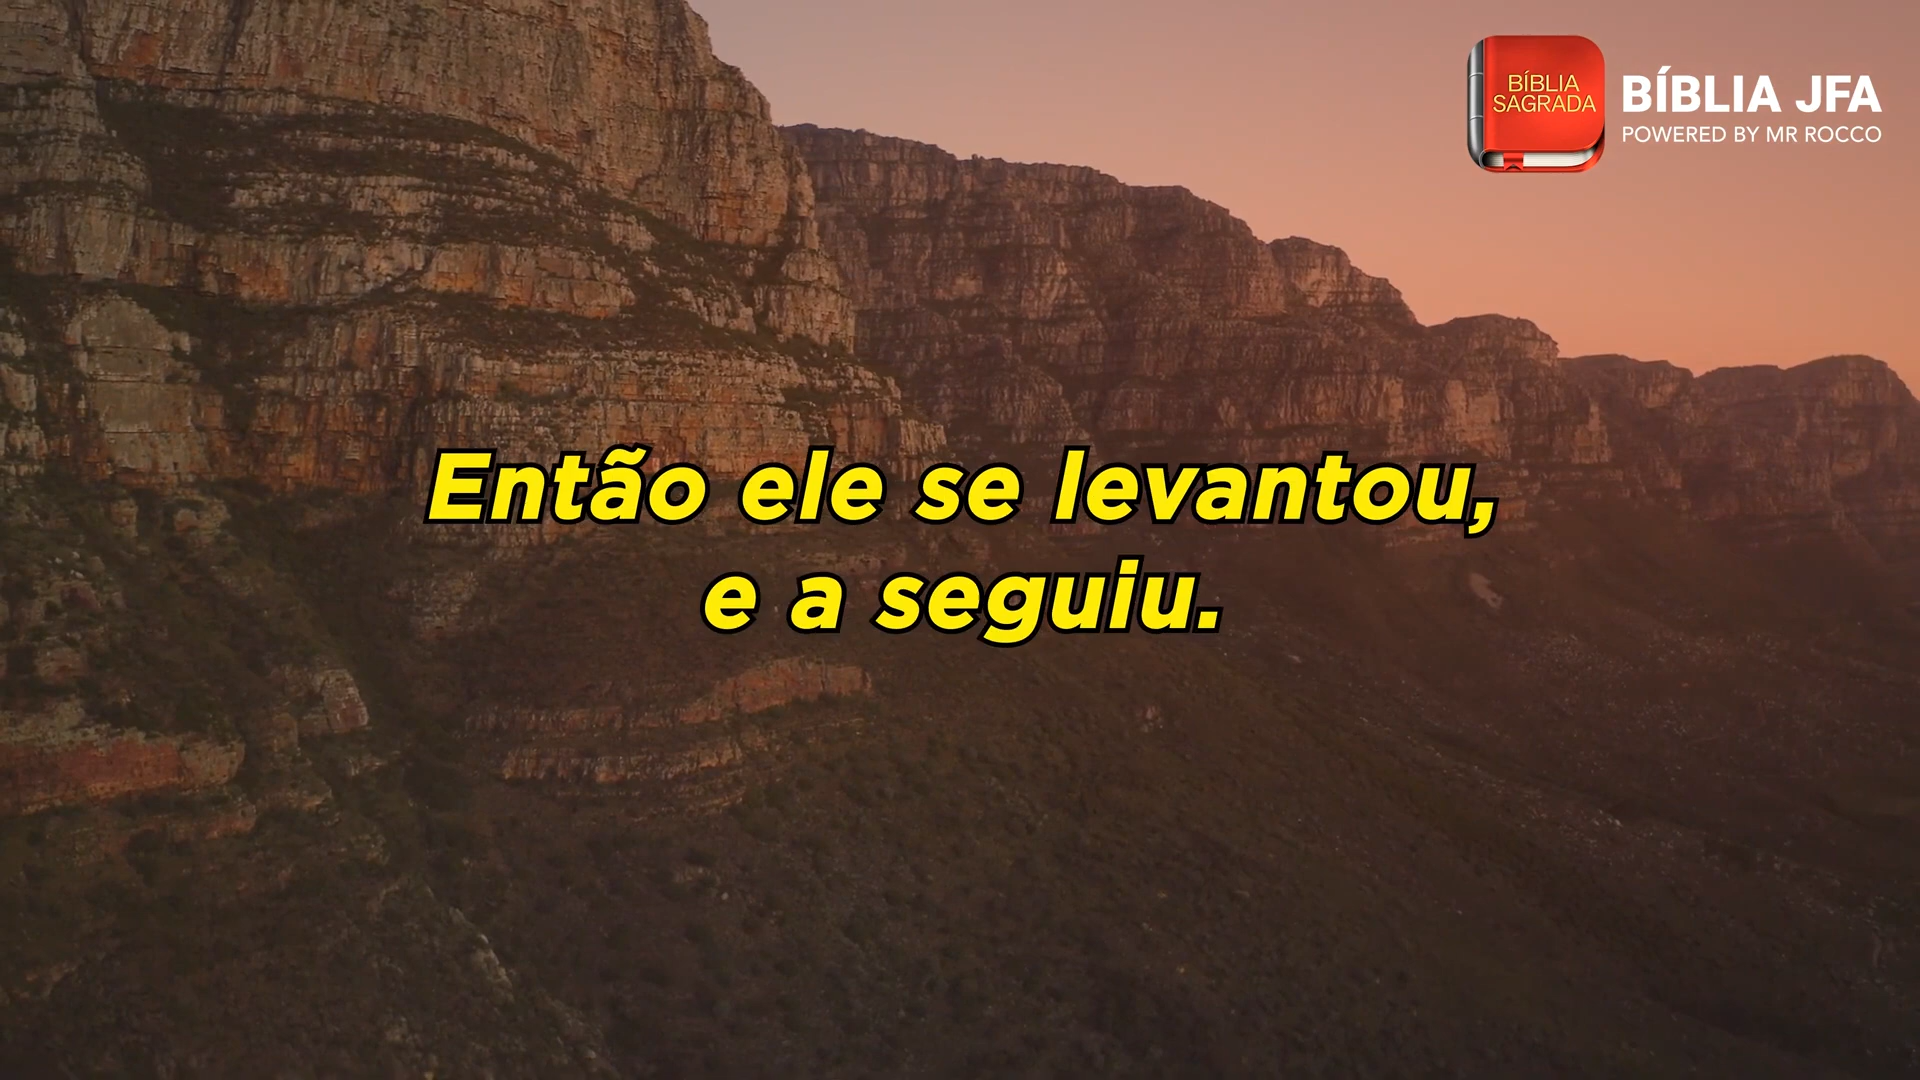 BÍBLIA
SAGRADA
BÍBLIA JFA
POWERED BY MR ROCCO
Então ele se levantou,
e a seguiu.